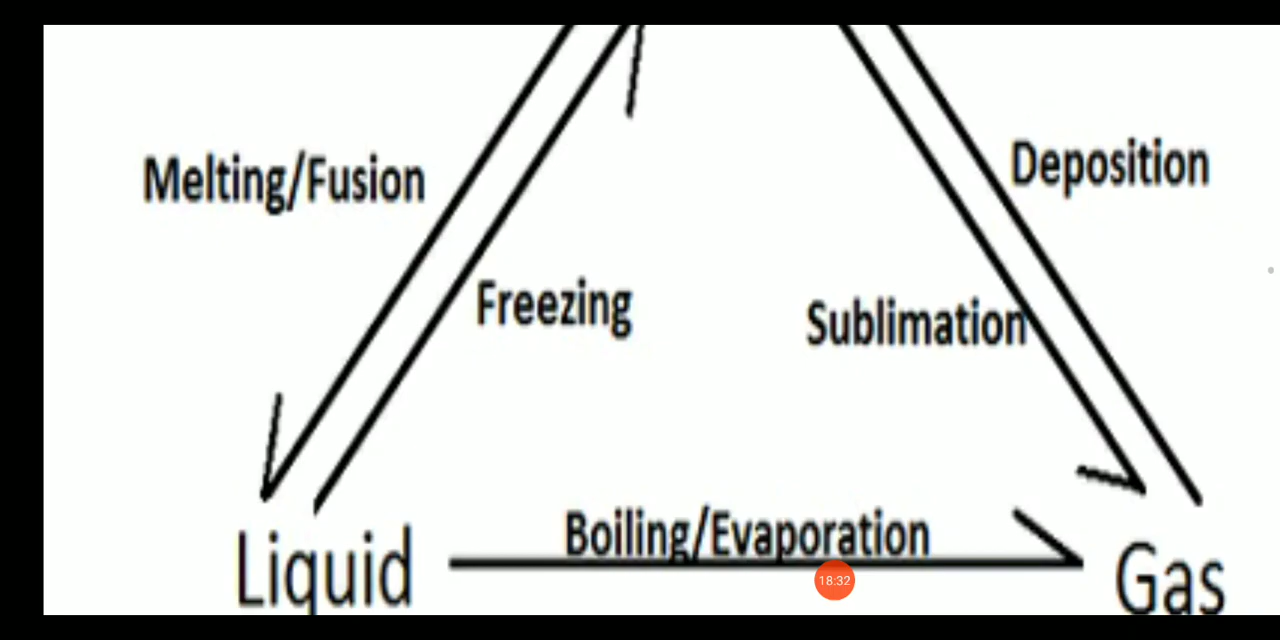 Melting/Fusion
Deposition
Freezing
Sublimation
Boiling/Evaporation
Liquid
Gas
18:32